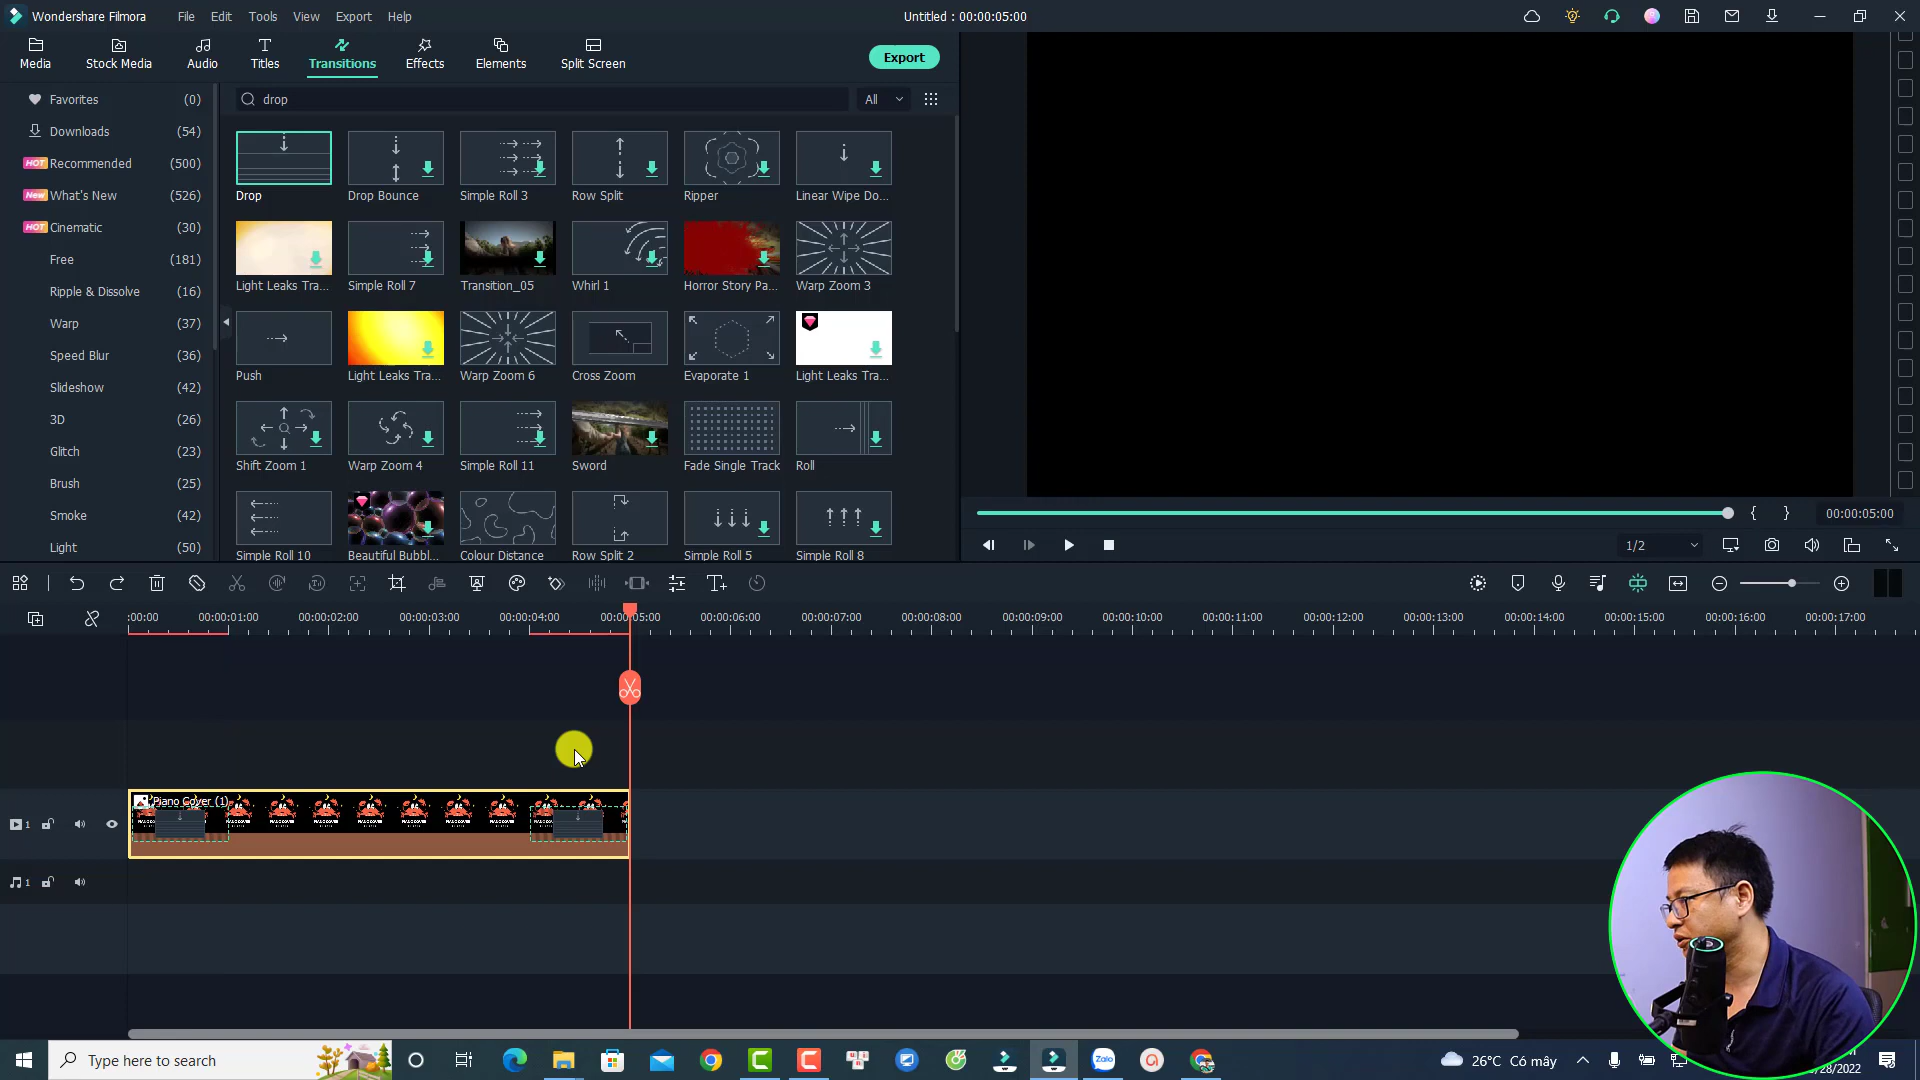 Wondershare Filmora File Edit Tools View Export Help Untitled : 00:00:05:00
Media Stock Media Audio Titles Transitions Effects Elements Split Screen Export
Favorites (0)
Downloads (54)
HOT Recommended (500)
New What's New (526)
HOT Cinematic (30)
Free (181)
Ripple & Dissolve (16)
Warp (37)
Speed Blur (36)
Slideshow (42)
3D (26)
Glitch (23)
Brush (25)
Smoke (42)
Light (50)
drop All
Drop Drop Bounce Simple Roll 3 Row Split Ripper Linear Wipe Do...
Light Leaks Tra... Simple Roll 7 Transition_05 Whirl 1 Horror Story Pa... Warp Zoom 3
Push Light Leaks Tra... Warp Zoom 6 Cross Zoom Evaporate 1 Light Leaks Tra...
Shift Zoom 1 Warp Zoom 4 Simple Roll 11 Sword Fade Single Track Roll
Simple Roll 10 Beautiful Bubbl... Colour Distance Row Split 2 Simple Roll 5 Simple Roll 8
{ } 00:00:05:00
1/2
:00:00 00:00:01:00 00:00:02:00 00:00:03:00 00:00:04:00 00:00:05:00 00:00:06:00 00:00:07:00 00:00:08:00 00:00:09:00 00:00:10:00 00:00:11:00 00:00:12:00 00:00:13:00 00:00:14:00 00:00:15:00 00:00:16:00 00:00:17:00
Piano Cover (1)
1
1
Type here to search
Zalo
26°C Có mây
/28/2022